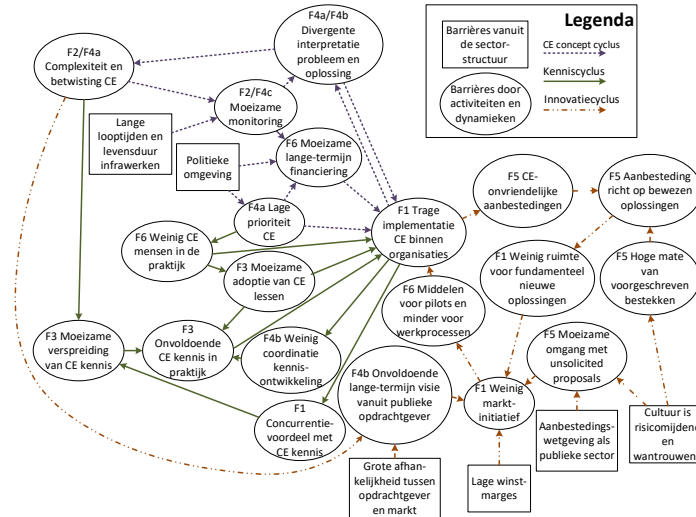 F4a/F4b
Divergente
interpretatie
probleem en
oplossing
F2/F4a
Complexiteit en
betwisting CE
F2/F4c
Moeizame
monitoring
Lange
looptijden en
levensduur
infrawerken
Politieke
omgeving
F6 Moeizame
lange-termijn
financiering
F4a Lage
prioriteit
CE
F6 Weinig CE
mensen in de
praktijk
F3 Moeizame
adoptie van CE
lessen
F1 Trage
implementatie
CE binnen
organisaties
F3 Moeizame
verspreiding
van CE kennis
F3
Onvoldoende
CE kennis in
praktijk
F4b Weinig
coordinatie
kennis-
ontwikkeling
F1
Concurrentie-
voordeel met
CE kennis
F4b Onvoldoende
lange-termijn visie
vanuit publieke
opdrachtgever
Grote afhan-
kelijkheid tussen
opdrachtgever
en markt
F6 Middelen
voor pilots en
minder voor
werkprocessen
F1 Weinig
markt-
initiatief
Lage winst-
marges
F5 CE-
onvriendelijke
aanbestedingen
F5 Aanbesteding
richt op bewezen
oplossingen
F1 Weinig ruimte
voor fundamenteel
nieuwe
oplossingen
F5 Hoge mate
van
voorgeschreven
bestekken
F5 Moeizame
omgang met
unsolicited
proposals
Aanbestedings-
wetgeving als
publieke sector
Cultuur is
risicomijdend
en
wantrouwen
Legenda
Barrières vanuit
de sector-
structuur
Barrières door
activiteiten en
dynamieken
CE concept cyclus
Kenniscyclus
Innovatiecyclus